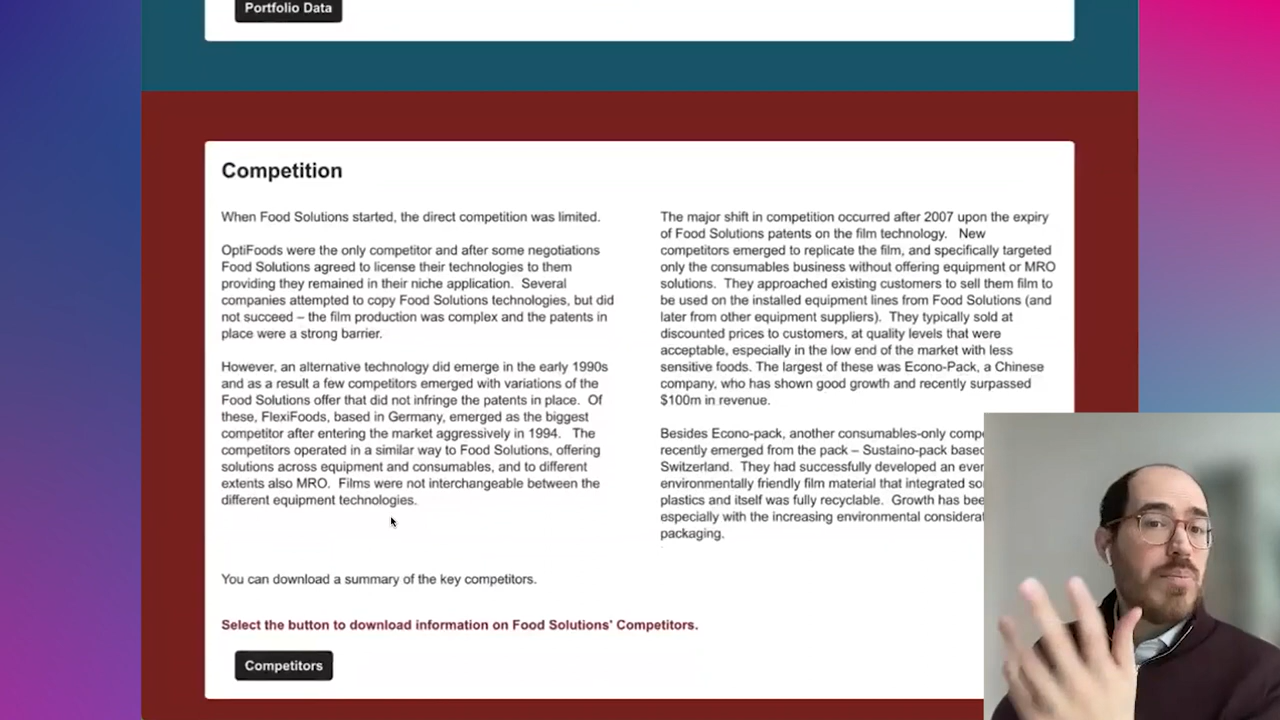 Portfolio Data
Competition
When Food Solutions started, the direct competition was limited.
OptiFoods were the only competitor and after some negotiations
Food Solutions agreed to license their technologies to them
providing they remained in their niche application. Several
companies attempted to copy Food Solutions technologies, but did
not succeed – the film production was complex and the patents in
place were a strong barrier.
However, an alternative technology did emerge in the early 1990s
and as a result a few competitors emerged with variations of the
Food Solutions offer that did not infringe the patents in place. Of
these, FlexiFoods, based in Germany, emerged as the biggest
competitor after entering the market aggressively in 1994. The
competitors operated in a similar way to Food Solutions, offering
solutions across equipment and consumables, and to different
extents also MRO. Films were not interchangeable between the
different equipment technologies.
The major shift in competition occurred after 2007 upon the expiry
of Food Solutions patents on the film technology. New
competitors emerged to replicate the film, and specifically targeted
only the consumables business without offering equipment or MRO
solutions. They approached existing customers to sell them film to
be used on the installed equipment lines from Food Solutions (and
later from other equipment suppliers). They typically sold at
discounted prices to customers, at quality levels that were
acceptable, especially in the low end of the market with less
sensitive foods. The largest of these was Econo-Pack, a Chinese
company, who has shown good growth and recently surpassed
$100m in revenue.
Besides Econo-pack, another consumables-only
recently emerged from the pack – Sustaino-pack
Switzerland. They had successfully developed an
environmentally friendly film material that integrated
plastics and itself was fully recyclable. Growth has
especially with the increasing environmental
packaging.
You can download a summary of the key competitors.
Select the button to download information on Food Solutions' Competitors.
Competitors